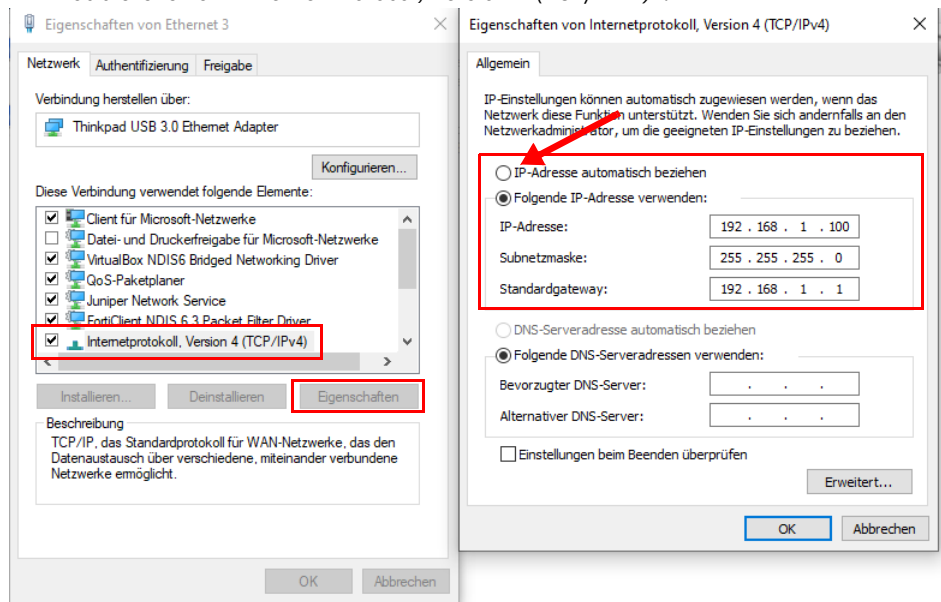 Eigenschaften von Ethernet 3
Netzwerk Authentifizierung Freigabe
Verbindung herstellen über:
Thinkpad USB 3.0 Ethernet Adapter
Konfigurieren...
Diese Verbindung verwendet folgende Elemente:
Client für Microsoft-Netzwerke
Datei- und Druckerfreigabe für Microsoft-Netzwerke
VirtualBox NDIS6 Bridged Networking Driver
QoS-Paketplaner
Juniper Network Service
FortiClient NDIS 6.3 Packet Filter Driver
Internetprotokoll, Version 4 (TCP/IPv4)
Installieren... Deinstallieren Eigenschaften
Beschreibung
TCP/IP, das Standardprotokoll für WAN-Netzwerke, das den
Datenaustausch über verschiedene, miteinander verbundene
Netzwerke ermöglicht.
OK Abbrechen
Eigenschaften von Internetprotokoll, Version 4 (TCP/IPv4)
Allgemein
IP-Einstellungen können automatisch zugewiesen werden, wenn das
Netzwerk diese Funktion unterstützt. Wenden Sie sich andernfalls an den
Netzwerkadministrator, um die geeigneten IP-Einstellungen zu beziehen.
IP-Adresse automatisch beziehen
Folgende IP-Adresse verwenden:
IP-Adresse: 192 . 168 . 1 . 100
Subnetzmaske: 255 . 255 . 255 . 0
Standardgateway: 192 . 168 . 1 . 1
DNS-Serveradresse automatisch beziehen
Folgende DNS-Serveradressen verwenden:
Bevorzugter DNS-Server: . . .
Alternativer DNS-Server: . . .
Einstellungen beim Beenden überprüfen
Erweitert...
OK Abbrechen